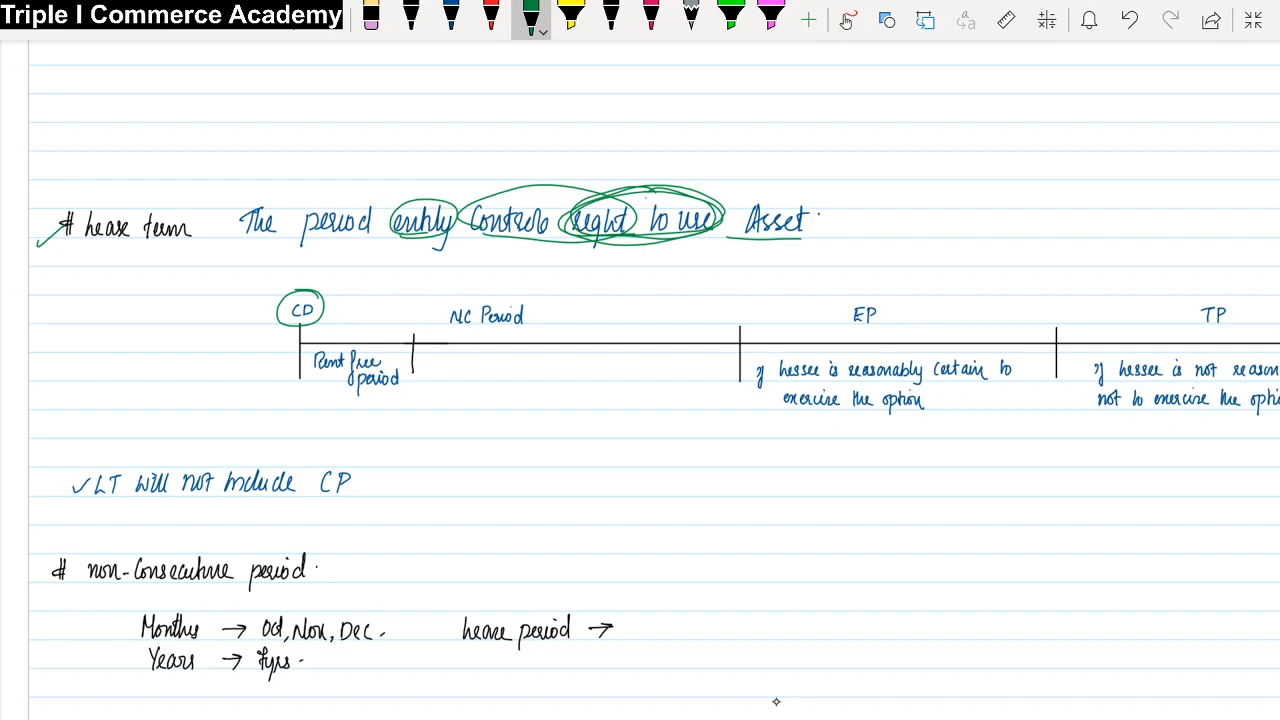 Triple I Commerce Academy
# Lease term The period entity Controls right to use Asset.
CD NC Period EP TP
Rent free period
if Lessee is reasonably Certain to exercise the option
if Lessee is not reason
not to exercise the opti
✓ LT will not include CP
# non-Consecutive period.
Months → Oct, Nov, Dec. Lease period →
Years → yrs.